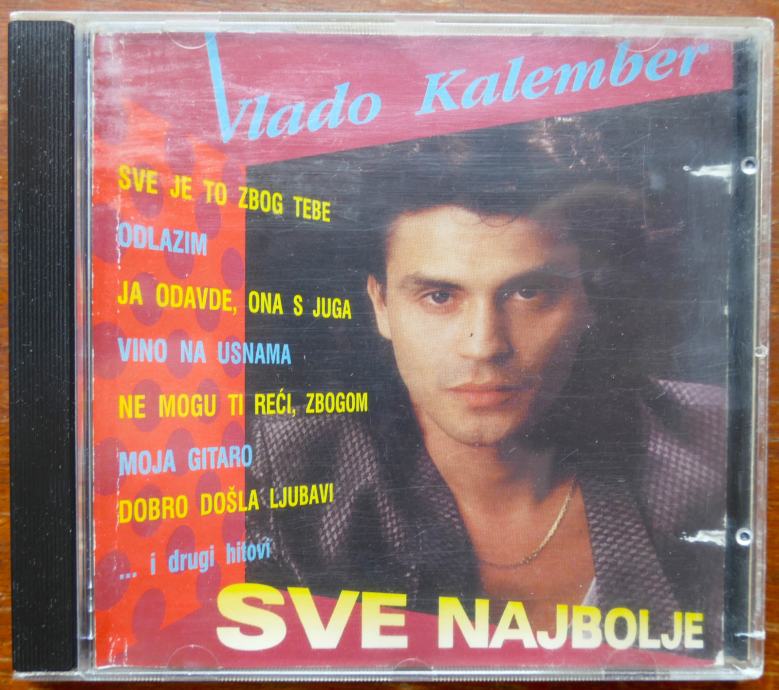 Vlado Kalember
SVE JE TO ZBOG TEBE
ODLAZIM
JA ODAVDE, ONA S JUGA
VINO NA USNAMA
NE MOGU TI REĆI, ZBOGOM
MOJA GITARO
DOBRO DOŠLA LJUBAVI
... i drugi hitovi
SVE NAJBOLJE